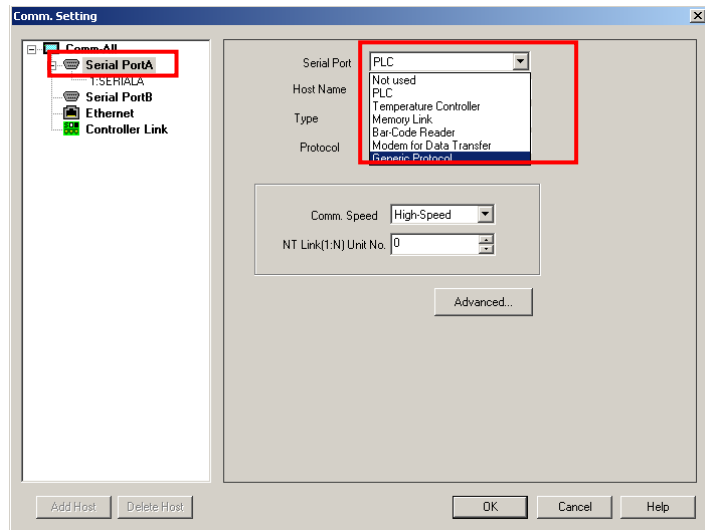 Comm. Setting
Comm-All
Serial PortA
1:SERIALA
Serial PortB
Ethernet
Controller Link
Serial Port PLC
Not used
Host Name
PLC
Temperature Controller
Type
Memory Link
Bar-Code Reader
Protocol
Modem for Data Transfer
Generic Protocol
Comm. Speed High-Speed
NT Link(1:N) Unit No. 0
Advanced...
Add Host Delete Host OK Cancel Help